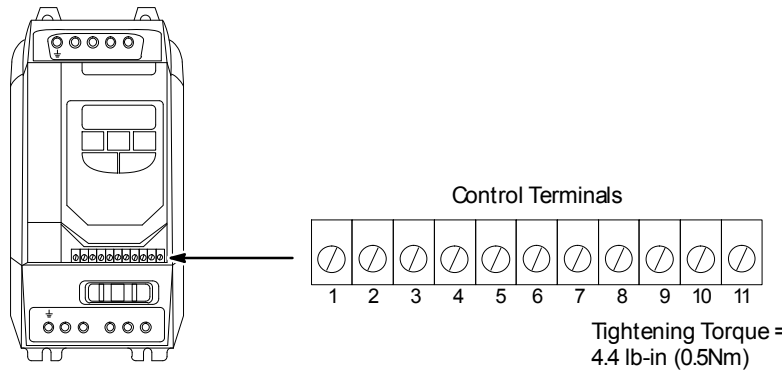 Control Terminals
1 2 3 4 5 6 7 8 9 10 11
Tightening Torque =
4.4 lb-in (0.5Nm)